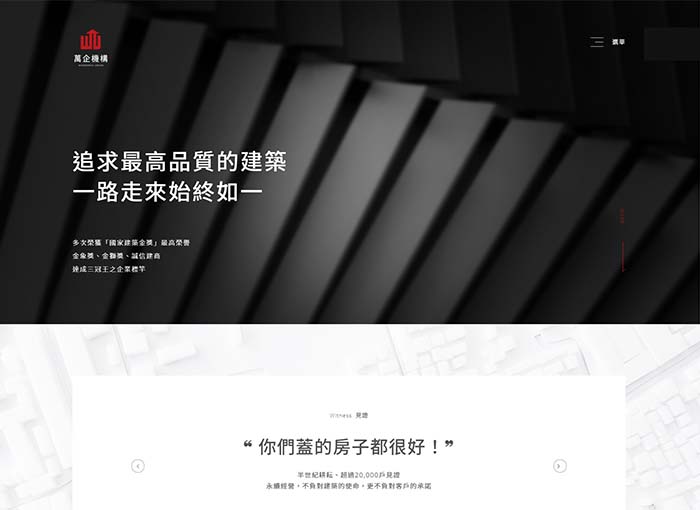 萬企機構
選單
追求最高品質的建築
一路走來始終如一
多次榮獲「國家建築金獎」最高榮譽
金象獎、金獅獎、誠信建商
達成三冠王之企業標竿
Witness 見證
❝ 你們蓋的房子都很好！❞
半世紀耕耘、超過20,000戶見證
永續經營，不負對建築的使命，更不負對客戶的承諾